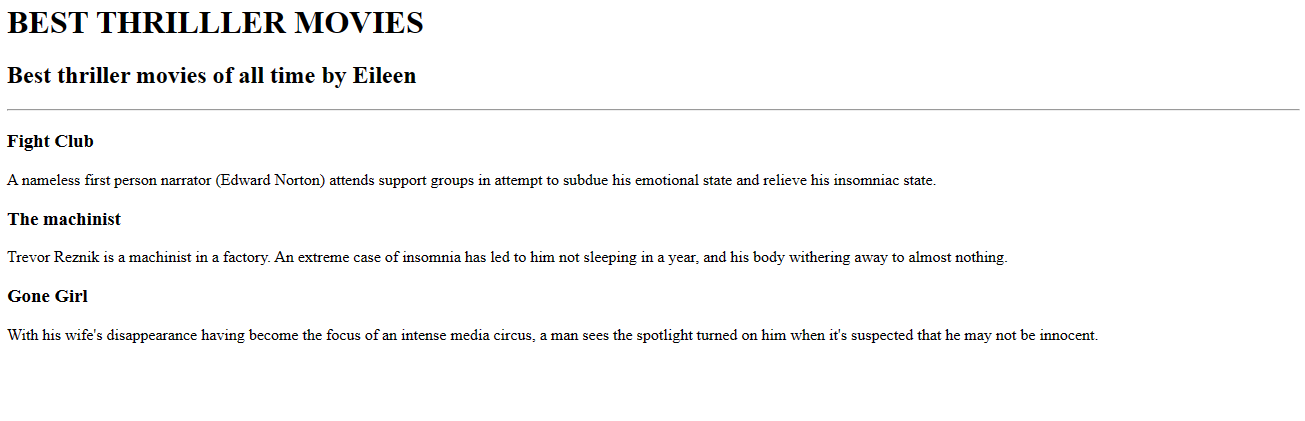 BEST THRILLLER MOVIES
Best thriller movies of all time by Eileen
Fight Club
A nameless first person narrator (Edward Norton) attends support groups in attempt to subdue his emotional state and relieve his insomniac state.
The machinist
Trevor Reznik is a machinist in a factory. An extreme case of insomnia has led to him not sleeping in a year, and his body withering away to almost nothing.
Gone Girl
With his wife's disappearance having become the focus of an intense media circus, a man sees the spotlight turned on him when it's suspected that he may not be innocent.